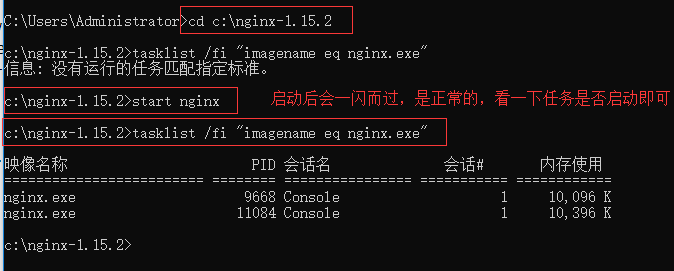 C:\Users\Administrator>cd c:\nginx-1.15.2
c:\nginx-1.15.2>tasklist /fi "imagename eq nginx.exe"
信息: 没有运行的任务匹配指定标准。
c:\nginx-1.15.2>start nginx 启动后会一闪而过，是正常的，看一下任务是否启动即可
c:\nginx-1.15.2>tasklist /fi "imagename eq nginx.exe"
映像名称 PID 会话名 会话# 内存使用
========================= ======== ================ =========== ============
nginx.exe 9668 Console 1 10,096 K
nginx.exe 11084 Console 1 10,396 K
c:\nginx-1.15.2>